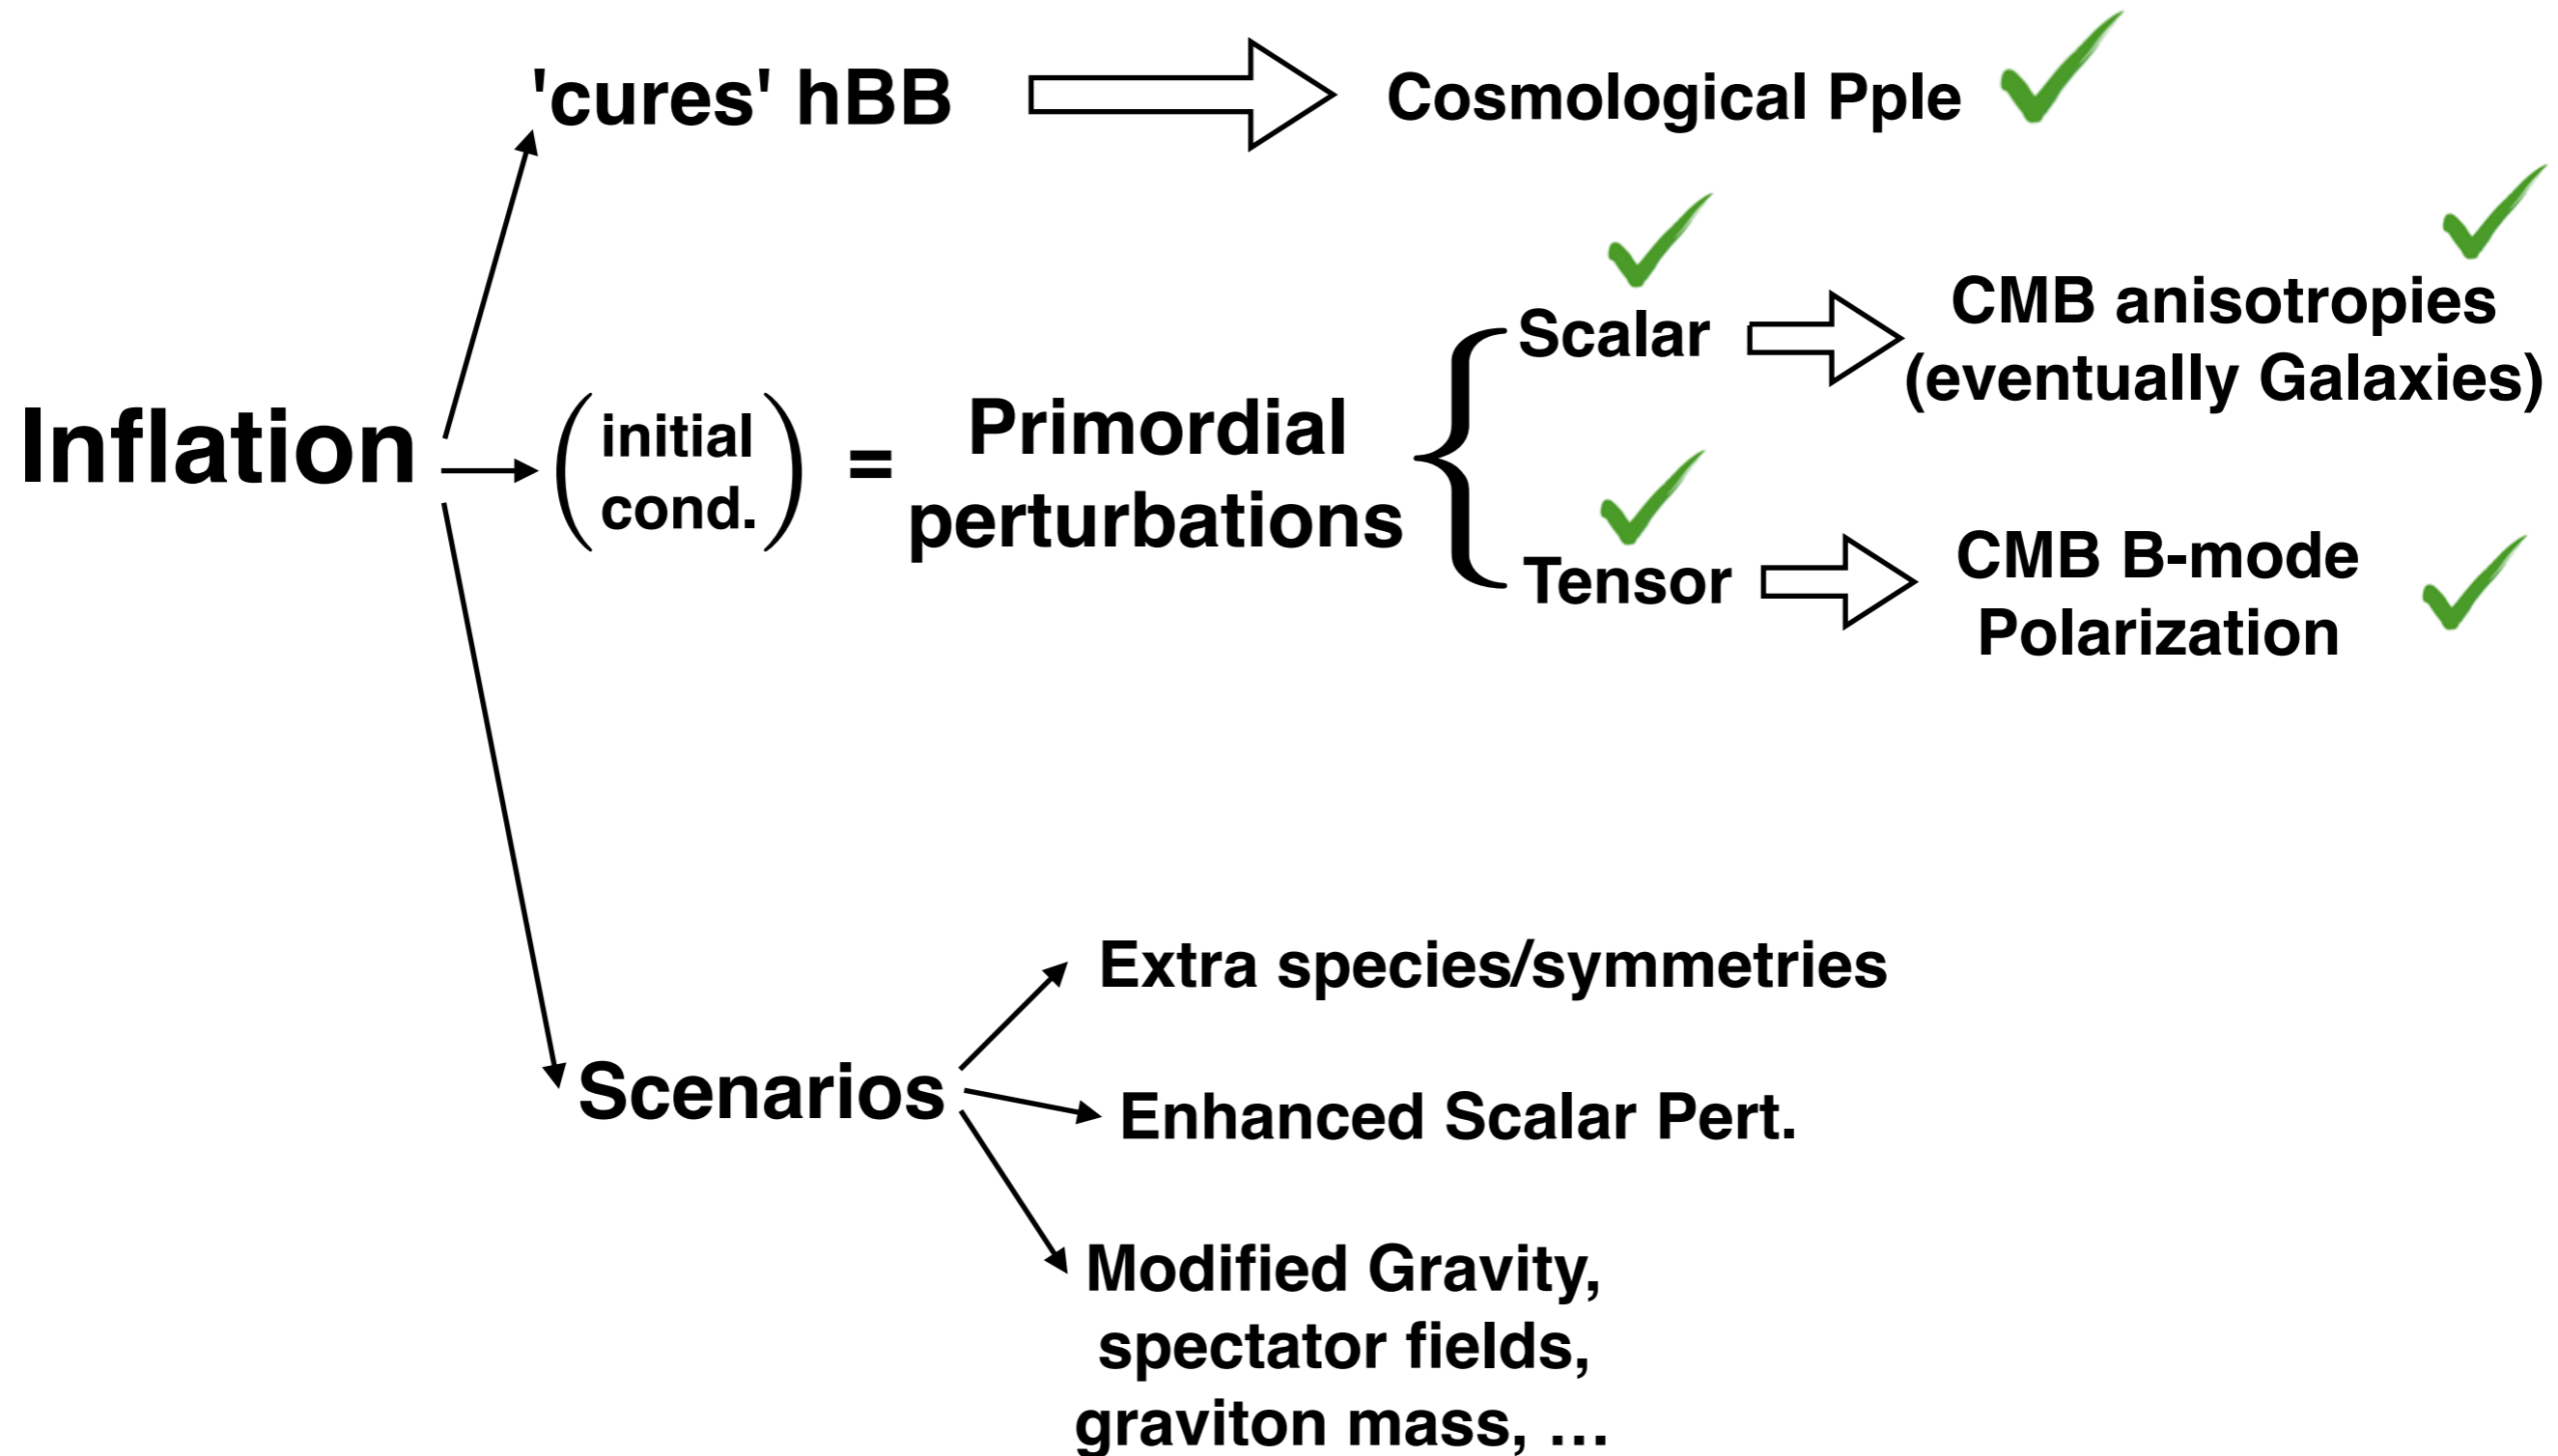 'cures' hBB
Cosmological Pple
Inflation
initial
cond.
=
Primordial
perturbations
Scalar
CMB anisotropies
(eventually Galaxies)
Tensor
CMB B-mode
Polarization
Scenarios
Extra species/symmetries
Enhanced Scalar Pert.
Modified Gravity,
spectator fields,
graviton mass, …